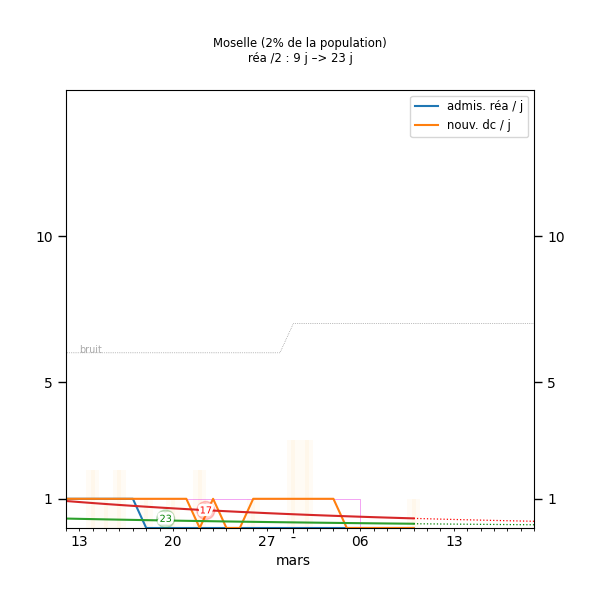 Moselle (2% de la population)
réa /2 : 9 j –> 23 j
admis. réa / j
nouv. dc / j
10
10
bruit
5
5
1
1
17
23
13
20
27
-
06
13
mars